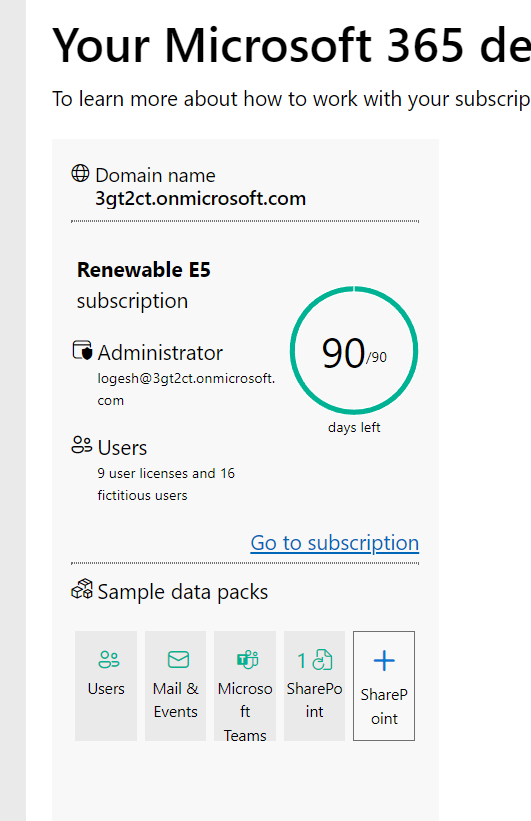 Your Microsoft 365 de
To learn more about how to work with your subscrip
Domain name
3gt2ct.onmicrosoft.com
Renewable E5
subscription
90/90
days left
Administrator
logesh@3gt2ct.onmicrosoft.
com
Users
9 user licenses and 16
fictitious users
Go to subscription
Sample data packs
Users
Mail &
Events
Microso
ft
Teams
1
SharePo
int
ShareP
oint